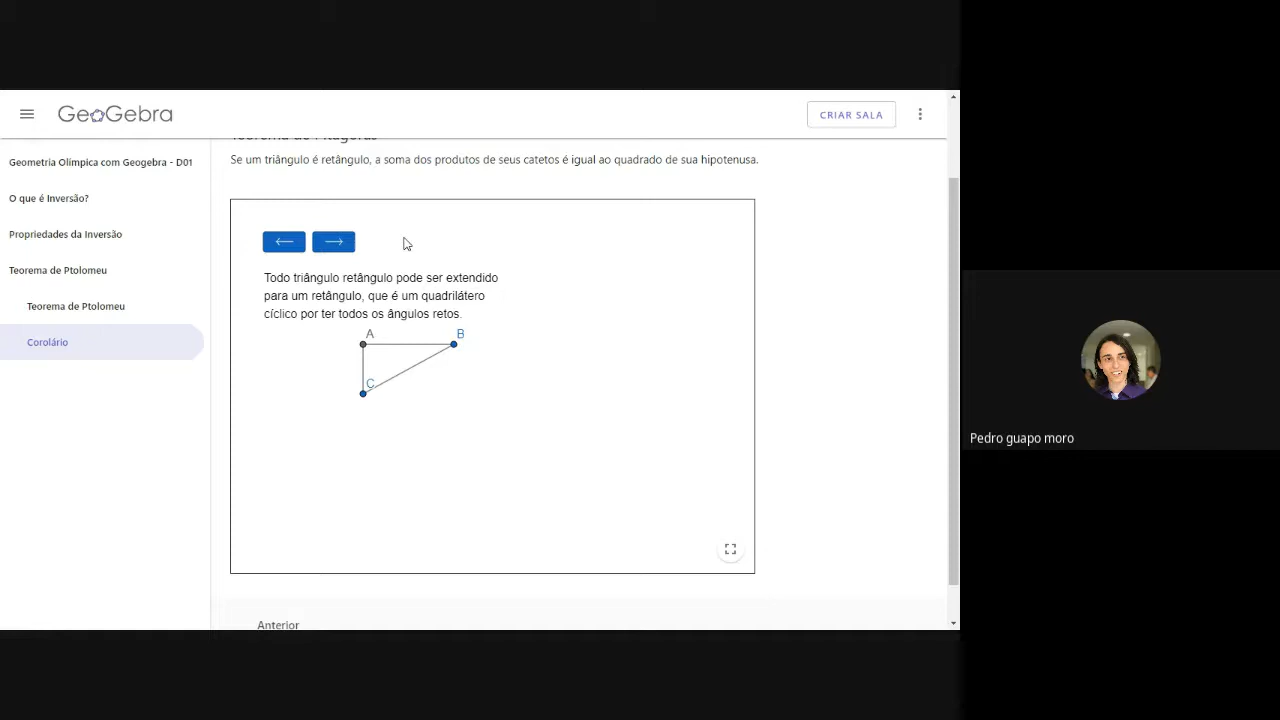 GeoGebra
CRIAR SALA
Geometria Olímpica com Geogebra - D01
O que é Inversão?
Propriedades da Inversão
Teorema de Ptolomeu
Teorema de Ptolomeu
Corolário
Teorema de Pitágoras
Se um triângulo é retângulo, a soma dos produtos de seus catetos é igual ao quadrado de sua hipotenusa.
Todo triângulo retângulo pode ser extendido
para um retângulo, que é um quadrilátero
cíclico por ter todos os ângulos retos.
A
B
C
Anterior
Pedro guapo moro